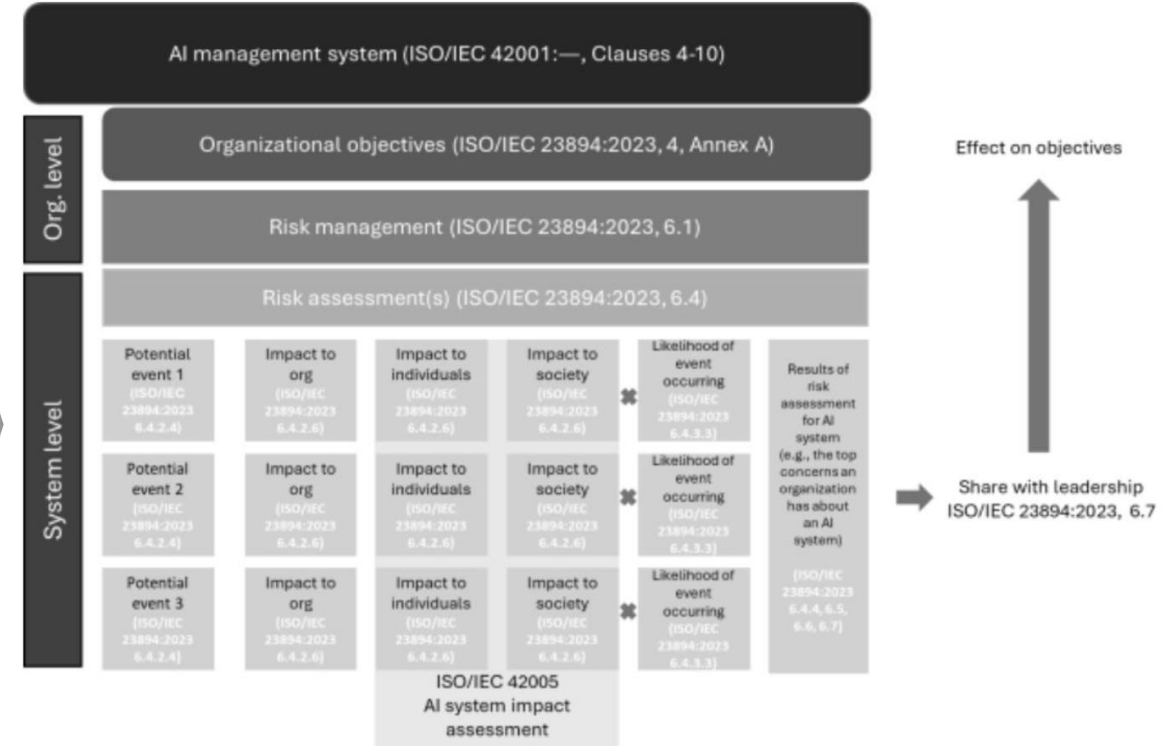 AI management system (ISO/IEC 42001:—, Clauses 4-10)
Org. level
Organizational objectives (ISO/IEC 23894:2023, 4, Annex A)
Risk management (ISO/IEC 23894:2023, 6.1)
System level
Risk assessment(s) (ISO/IEC 23894:2023, 6.4)
Potential
event 1
(ISO/IEC
23894:2023
6.4.2.4)
Impact to
org
(ISO/IEC
23894:2023
6.4.2.6)
Impact to
individuals
(ISO/IEC
23894:2023
6.4.2.6)
Impact to
society
(ISO/IEC
23894:2023
6.4.2.6)
Likelihood of
event
occurring
(ISO/IEC
23894:2023
6.4.3.3)
Potential
event 2
(ISO/IEC
23894:2023
6.4.2.4)
Impact to
org
(ISO/IEC
23894:2023
6.4.2.6)
Impact to
individuals
(ISO/IEC
23894:2023
6.4.2.6)
Impact to
society
(ISO/IEC
23894:2023
6.4.2.6)
Likelihood of
event
occurring
(ISO/IEC
23894:2023
6.4.3.3)
Potential
event 3
(ISO/IEC
23894:2023
6.4.2.4)
Impact to
org
(ISO/IEC
23894:2023
6.4.2.6)
Impact to
individuals
(ISO/IEC
23894:2023
6.4.2.6)
Impact to
society
(ISO/IEC
23894:2023
6.4.2.6)
Likelihood of
event
occurring
(ISO/IEC
23894:2023
6.4.3.3)
Results of
risk
assessment
for AI
system
(e.g., the top
concerns an
organization
has about
an AI
system)
(ISO/IEC
23894:2023
6.4.4, 6.5,
6.6, 6.7)
ISO/IEC 42005
AI system impact
assessment
Effect on objectives
Share with leadership
ISO/IEC 23894:2023, 6.7